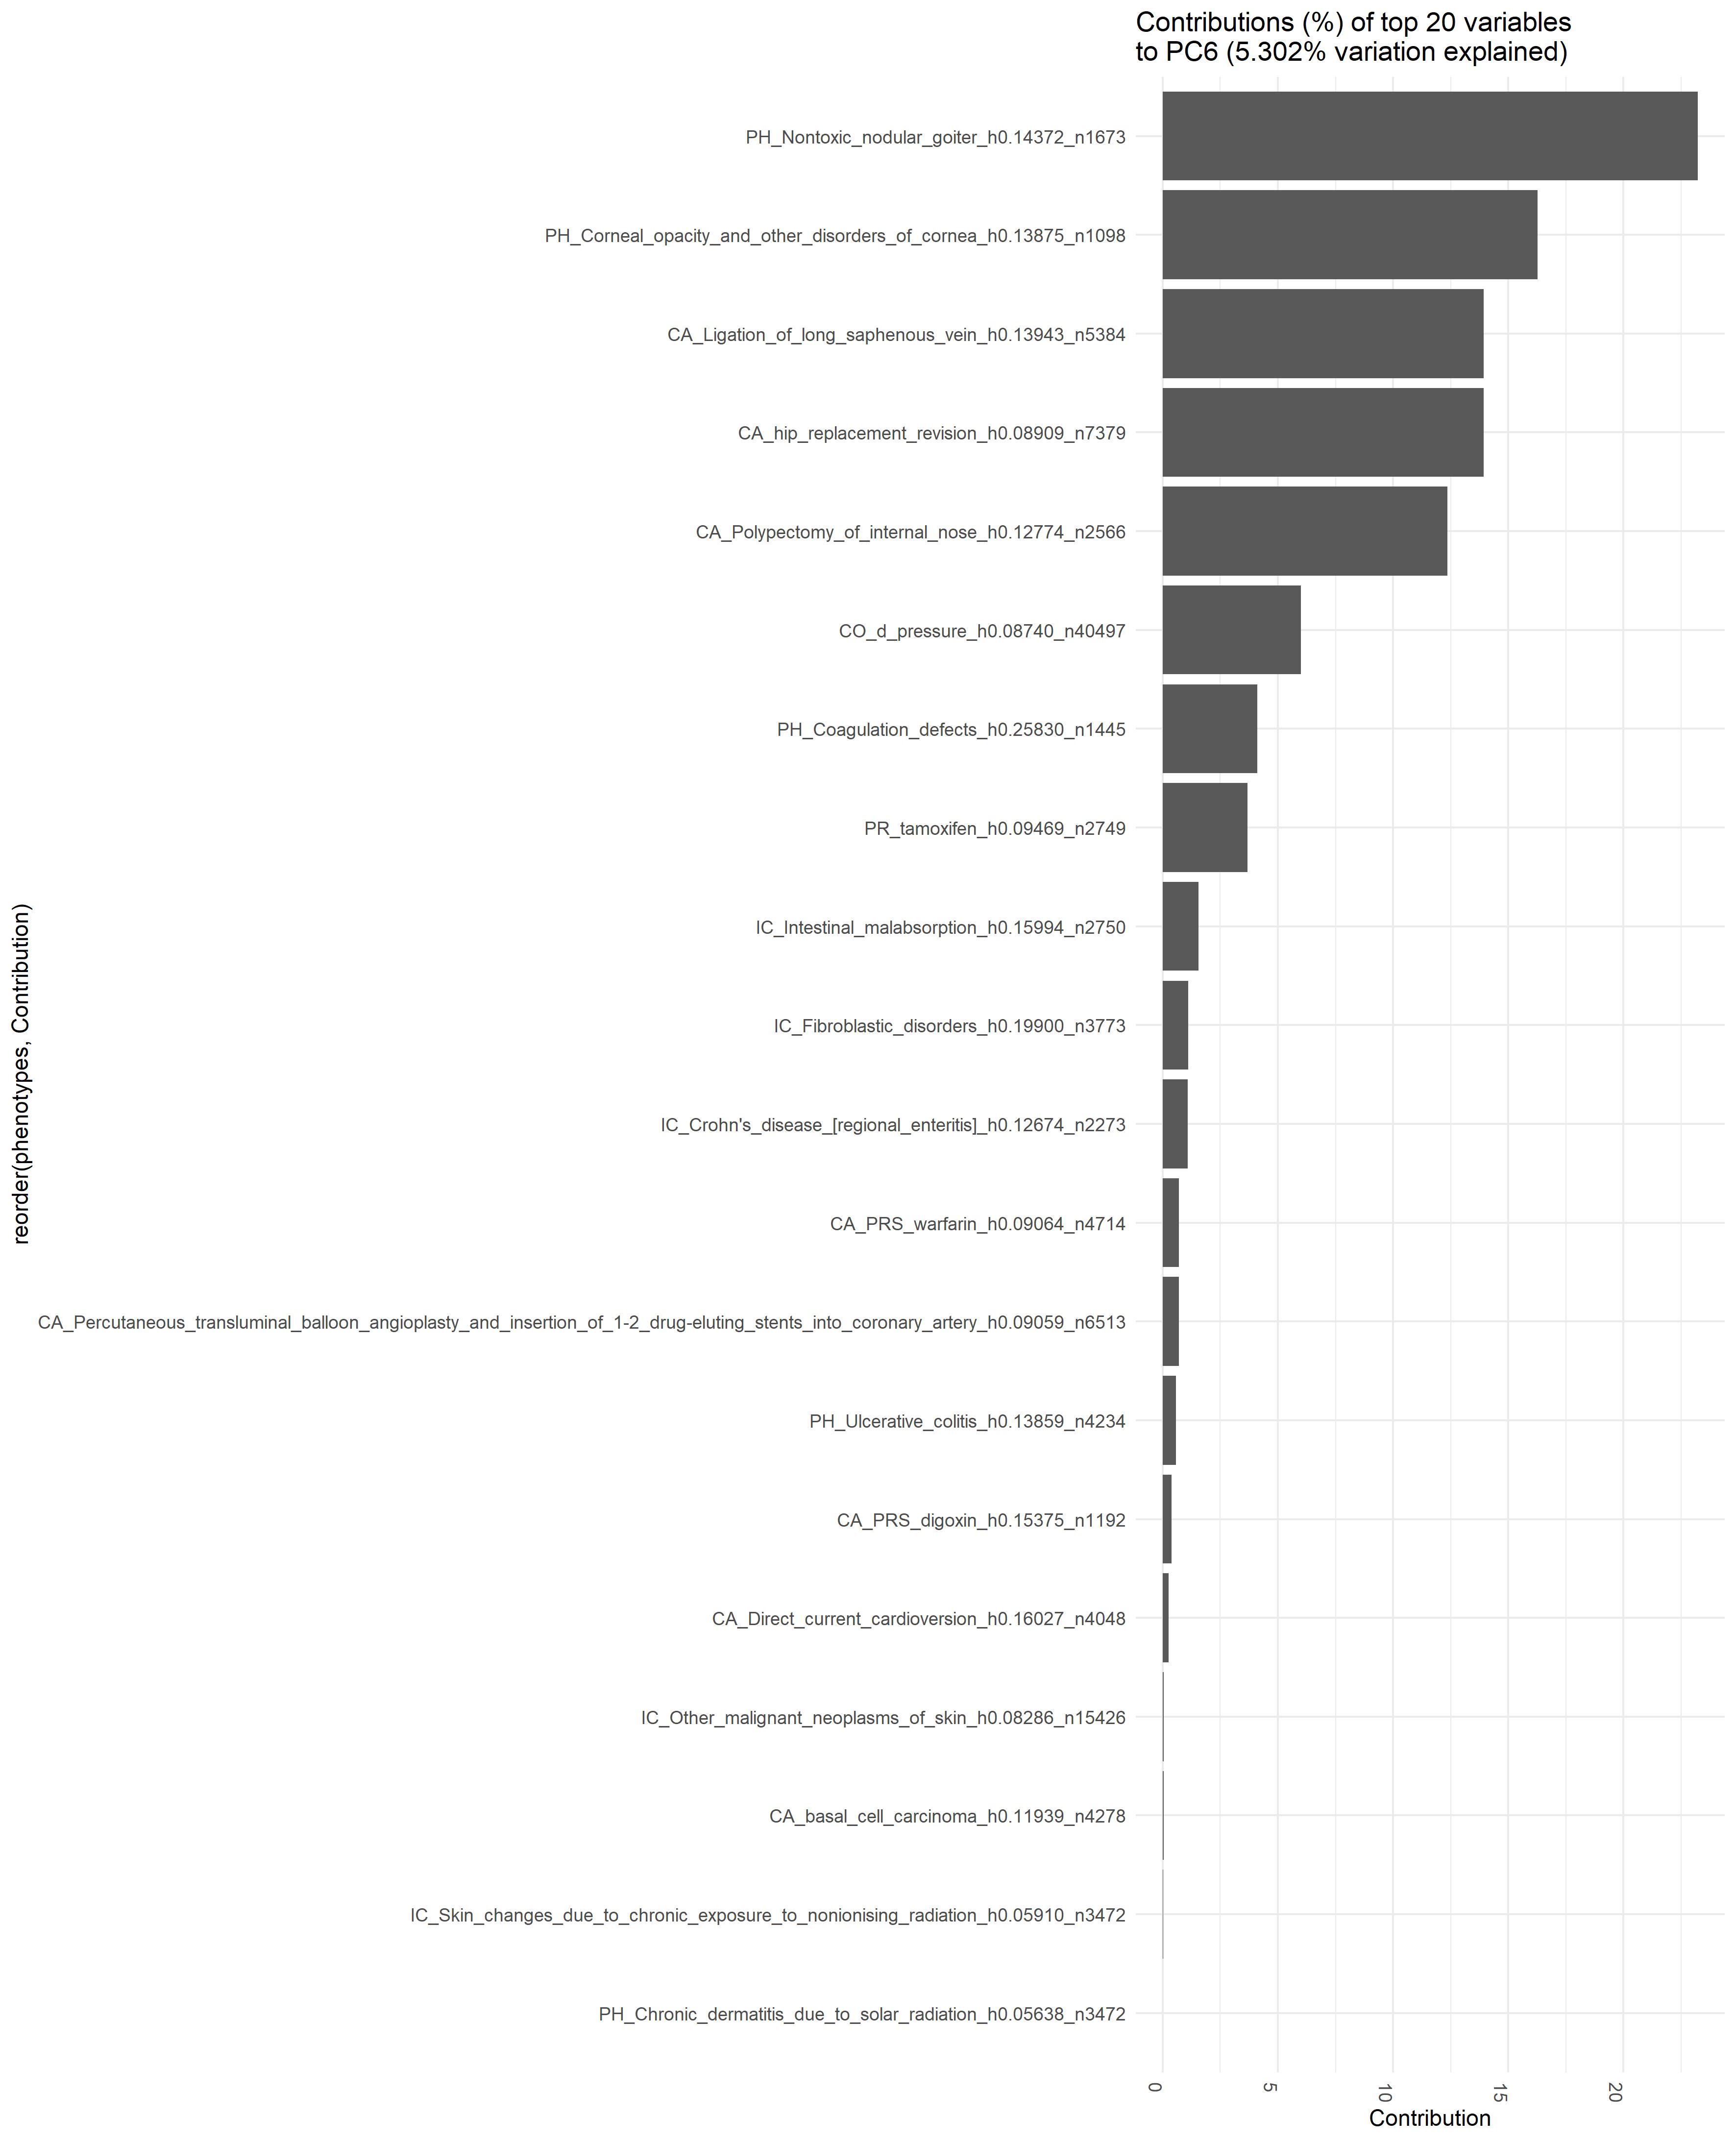 Contributions (%) of top 20 variables
to PC6 (5.302% variation explained)
PH_Nontoxic_nodular_goiter_h0.14372_n1673
PH_Corneal_opacity_and_other_disorders_of_cornea_h0.13875_n1098
CA_Ligation_of_long_saphenous_vein_h0.13943_n5384
CA_hip_replacement_revision_h0.08909_n7379
CA_Polypectomy_of_internal_nose_h0.12774_n2566
CO_d_pressure_h0.08740_n40497
PH_Coagulation_defects_h0.25830_n1445
PR_tamoxifen_h0.09469_n2749
IC_Intestinal_malabsorption_h0.15994_n2750
IC_Fibroblastic_disorders_h0.19900_n3773
IC_Crohn's_disease_[regional_enteritis]_h0.12674_n2273
CA_PRS_warfarin_h0.09064_n4714
CA_Percutaneous_transluminal_balloon_angioplasty_and_insertion_of_1-2_drug-eluting_stents_into_coronary_artery_h0.09059_n6513
PH_Ulcerative_colitis_h0.13859_n4234
CA_PRS_digoxin_h0.15375_n1192
CA_Direct_current_cardioversion_h0.16027_n4048
IC_Other_malignant_neoplasms_of_skin_h0.08286_n15426
CA_basal_cell_carcinoma_h0.11939_n4278
IC_Skin_changes_due_to_chronic_exposure_to_nonionising_radiation_h0.05910_n3472
PH_Chronic_dermatitis_due_to_solar_radiation_h0.05638_n3472
reorder(phenotypes, Contribution)
0
5
10
15
20
Contribution